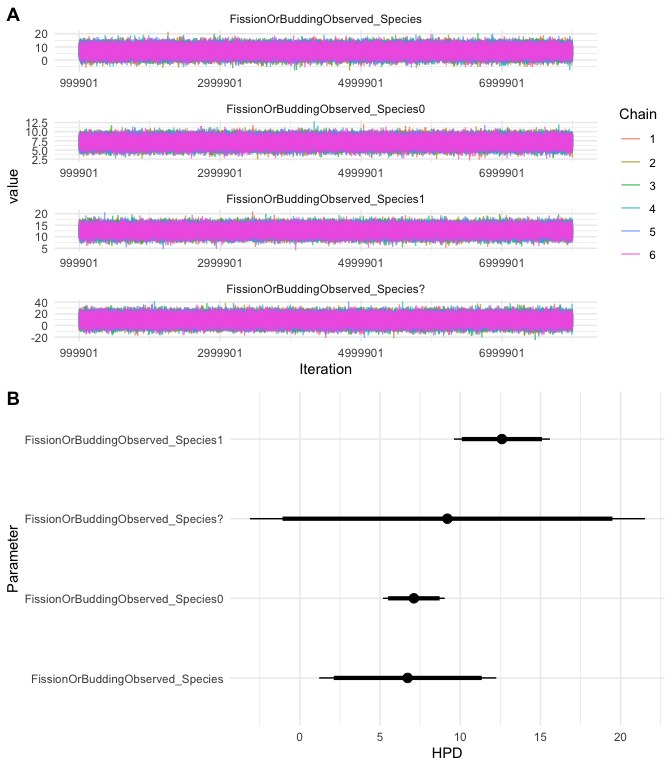 A
FissionOrBuddingObserved_Species
20
10
0
999901 2999901 4999901 6999901
FissionOrBuddingObserved_Species0
12.5
10.0
7.5
5.0
2.5
999901 2999901 4999901 6999901
FissionOrBuddingObserved_Species1
20
15
10
5
999901 2999901 4999901 6999901
FissionOrBuddingObserved_Species?
40
20
0
-20
999901 2999901 4999901 6999901
value
Iteration
Chain
1
2
3
4
5
6
B
FissionOrBuddingObserved_Species1
FissionOrBuddingObserved_Species?
FissionOrBuddingObserved_Species0
FissionOrBuddingObserved_Species
Parameter
0 5 10 15 20
HPD